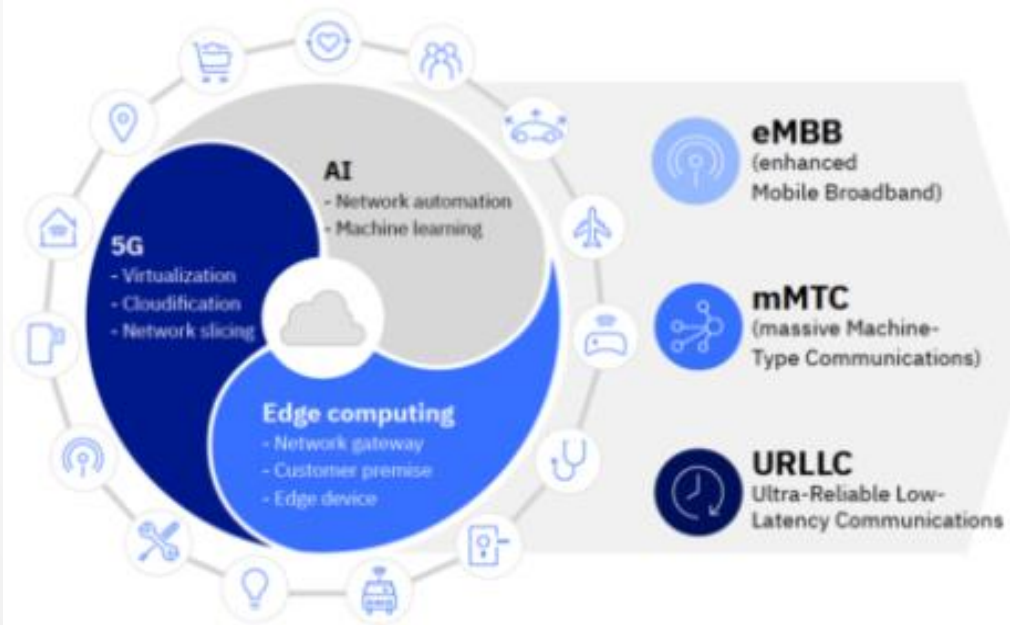 AI
- Network automation
- Machine learning
5G
- Virtualization
- Cloudification
- Network slicing
Edge computing
- Network gateway
- Customer premise
- Edge device
eMBB
(enhanced
Mobile Broadband)
mMTC
(massive Machine-
Type Communications)
URLLC
Ultra-Reliable Low-
Latency Communications